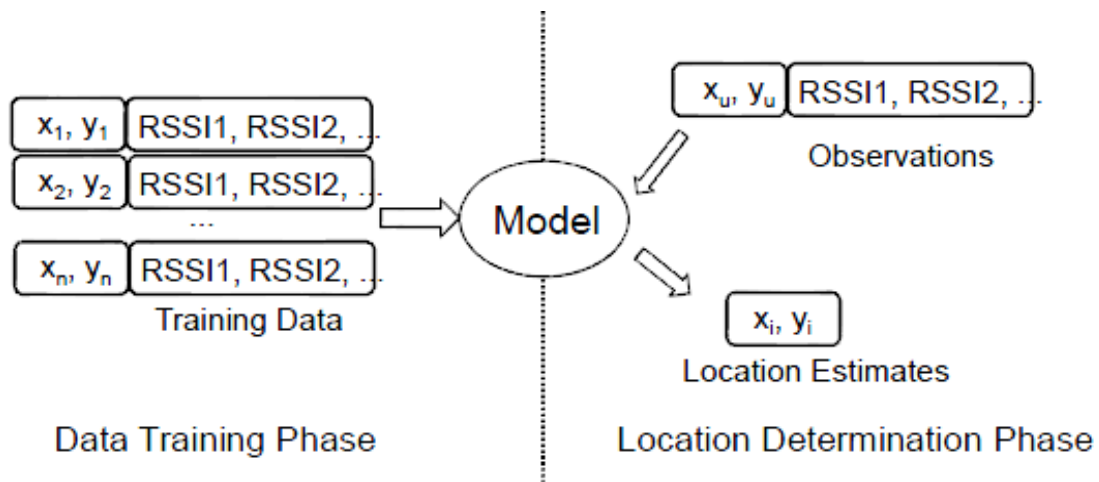 x₁, y₁ RSSI1, RSSI2, ...
x₂, y₂ RSSI1, RSSI2, ...
...
xₙ, yₙ RSSI1, RSSI2, ...
Training Data
Data Training Phase
Model
xᵤ, yᵤ RSSI1, RSSI2, ...
Observations
xᵢ, yᵢ
Location Estimates
Location Determination Phase